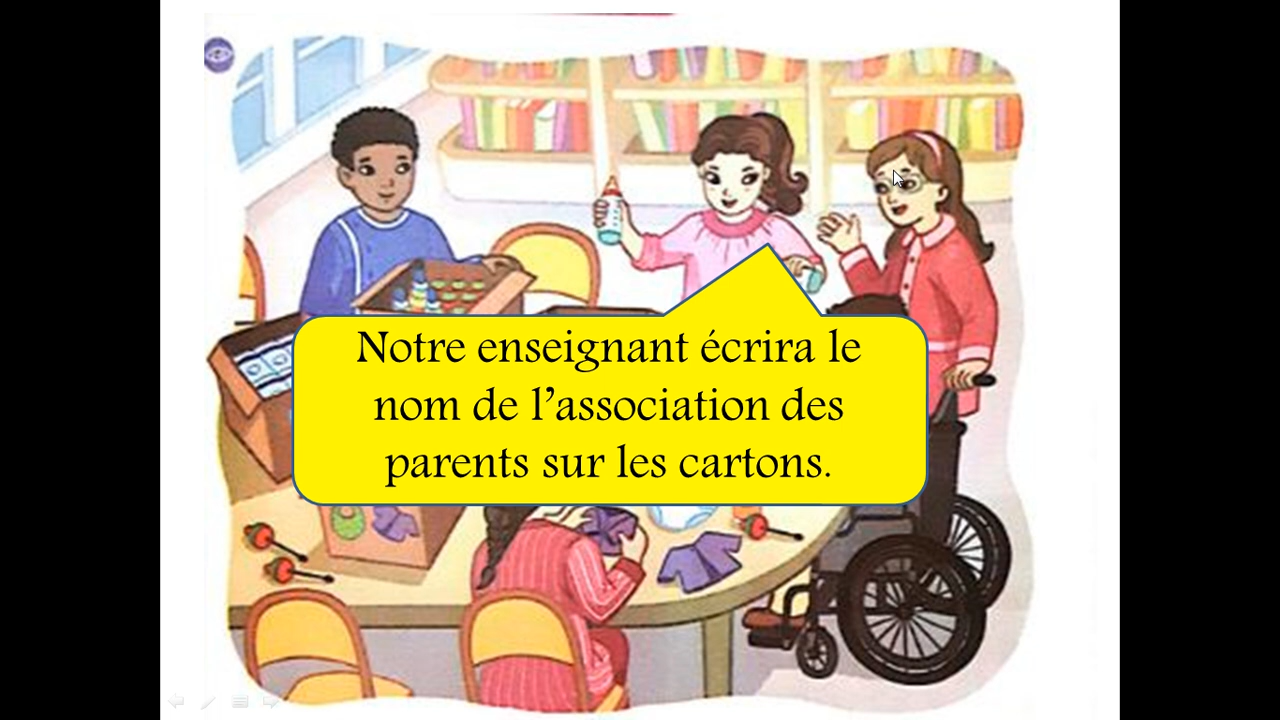 Notre enseignant écrira le
nom de l’association des
parents sur les cartons.